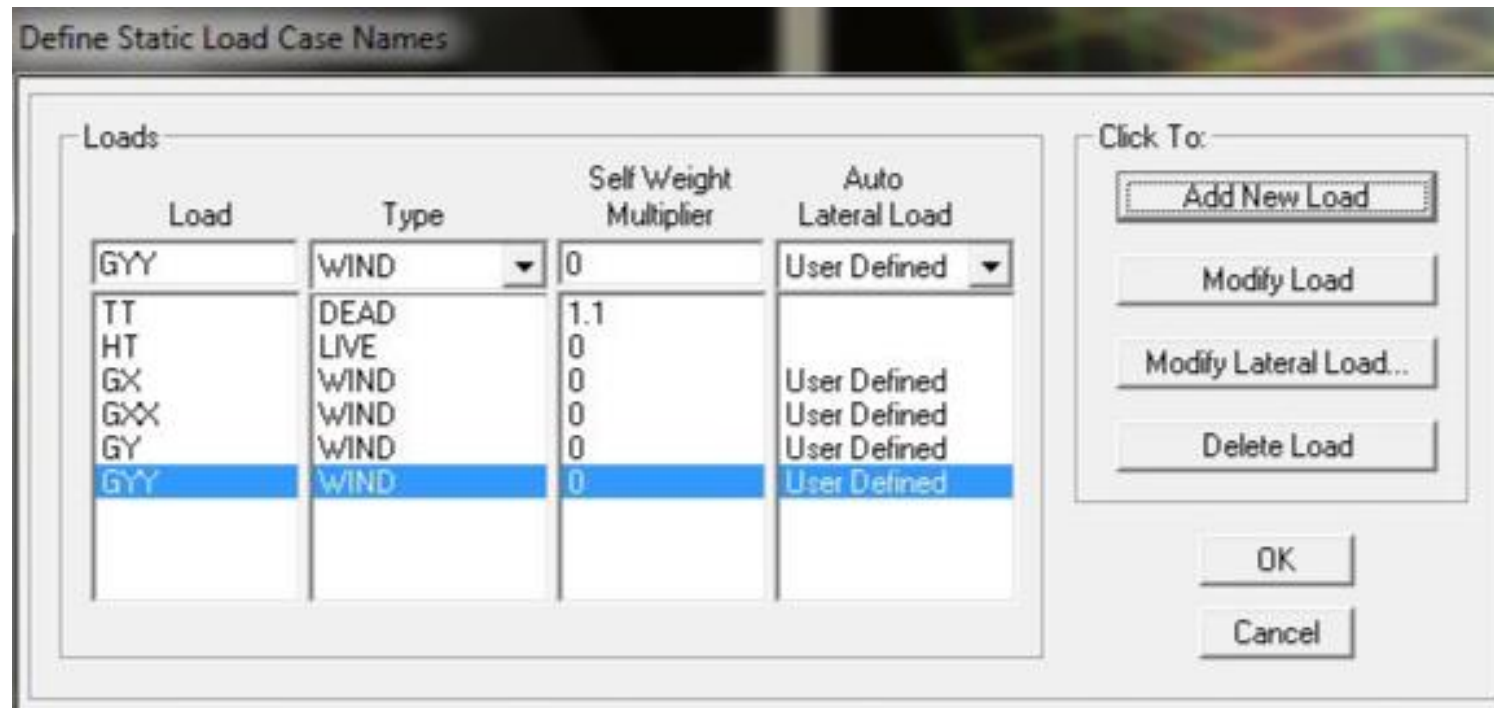 Define Static Load Case Names
Loads
Load Type Self Weight Multiplier Auto Lateral Load
GYY WIND 0 User Defined
TT DEAD 1.1
HT LIVE 0
GX WIND 0 User Defined
GXX WIND 0 User Defined
GY WIND 0 User Defined
GYY WIND 0 User Defined
Click To:
Add New Load
Modify Load
Modify Lateral Load...
Delete Load
OK
Cancel